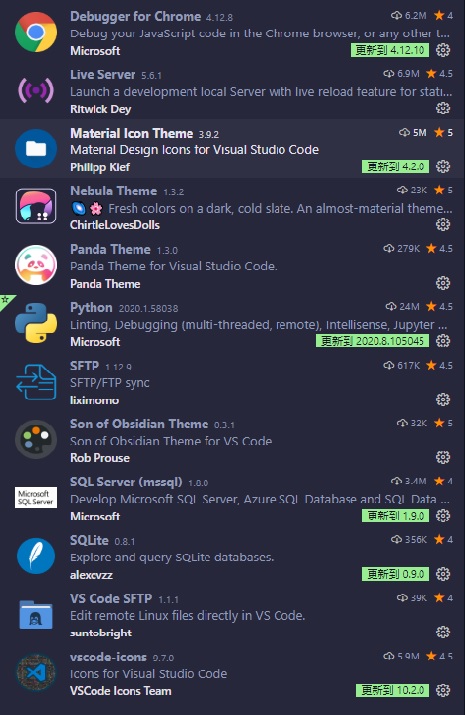 Debugger for Chrome 4.12.8 6.2M 4
Debug your JavaScript code in the Chrome browser, or any other t...
Microsoft 更新到 4.12.10
Live Server 5.6.1 6.9M 4.5
Launch a development local Server with live reload feature for stati...
Ritwick Dey
Material Icon Theme 3.9.2 5M 5
Material Design Icons for Visual Studio Code
Philipp Kief 更新到 4.2.0
Nebula Theme 1.3.2 23K 5
Fresh colors on a dark, cold slate. An almost-material theme...
ChirtleLovesDolls
Panda Theme 1.3.0 279K 4.5
Panda Theme for Visual Studio Code.
Panda Theme
Python 2020.1.58038 24M 4.5
Linting, Debugging (multi-threaded, remote), Intellisense, Jupyter ...
Microsoft 更新到 2020.8.105045
SFTP 1.12.9 617K 4.5
SFTP/FTP sync
liximomo
Son of Obsidian Theme 0.3.1 32K 5
Son of Obsidian Theme for VS Code
Rob Prouse
Microsoft SQL Server (mssql) 1.8.0 3.4M 4
SQL Server Develop Microsoft SQL Server, Azure SQL Database and SQL Data ...
Microsoft 更新到 1.9.0
SQLite 0.8.1 356K 4
Explore and query SQLite databases.
alexcvzz 更新到 0.9.0
VS Code SFTP 1.1.1 39K 4
Edit remote Linux files directly in VS Code.
suntobright
vscode-icons 9.7.0 5.9M 4.5
Icons for Visual Studio Code
VSCode Icons Team 更新到 10.2.0